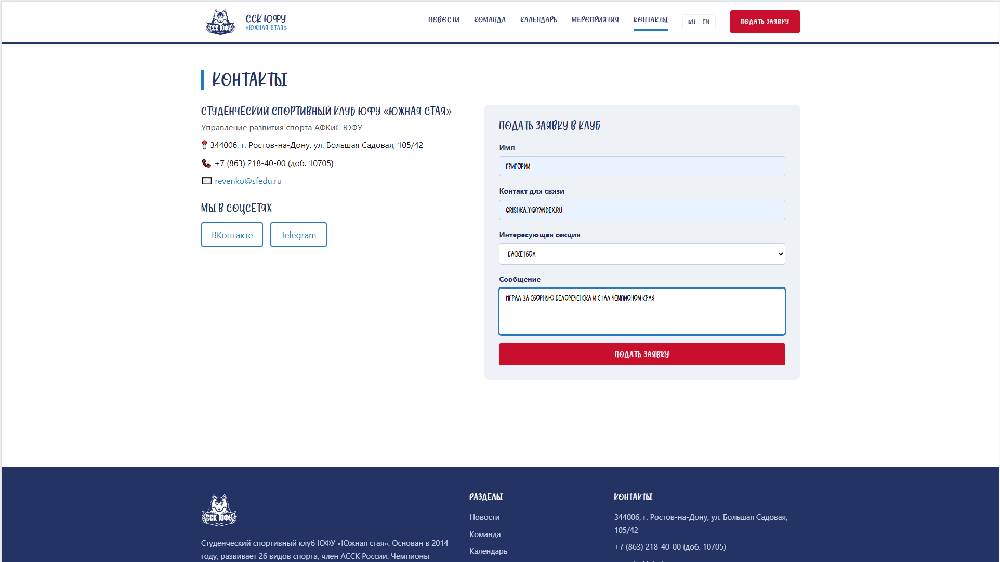 ССК ЮФУ
ССК ЮФУ
«ЮЖНАЯ СТАЯ»
НОВОСТИ
КОМАНДА
КАЛЕНДАРЬ
МЕРОПРИЯТИЯ
КОНТАКТЫ
RU / EN
ПОДАТЬ ЗАЯВКУ
КОНТАКТЫ
СТУДЕНЧЕСКИЙ СПОРТИВНЫЙ КЛУБ ЮФУ «ЮЖНАЯ СТАЯ»
Управление развития спорта АФКиС ЮФУ
344006, г. Ростов-на-Дону, ул. Большая Садовая, 105/42
+7 (863) 218-40-00 (доб. 10705)
revenko@sfedu.ru
МЫ В СОЦСЕТЯХ
ВКонтакте
Telegram
ПОДАТЬ ЗАЯВКУ В КЛУБ
Имя
ГРИГОРИЙ
Контакт для связи
GRISHKA.Y@YANDEX.RU
Интересующая секция
БАСКЕТБОЛ
Сообщение
ИГРАЛ ЗА СБОРНУЮ БЕЛОРЕЧЕНСКА И СТАЛ ЧЕМПИОНОМ КРАЯ
ПОДАТЬ ЗАЯВКУ
ССК ЮФУ
Студенческий спортивный клуб ЮФУ «Южная стая». Основан в 2014
году, развивает 26 видов спорта, член АССК России. Чемпионы
РАЗДЕЛЫ
Новости
Команда
Календарь
КОНТАКТЫ
344006, г. Ростов-на-Дону, ул. Большая Садовая,
105/42
+7 (863) 218-40-00 (доб. 10705)